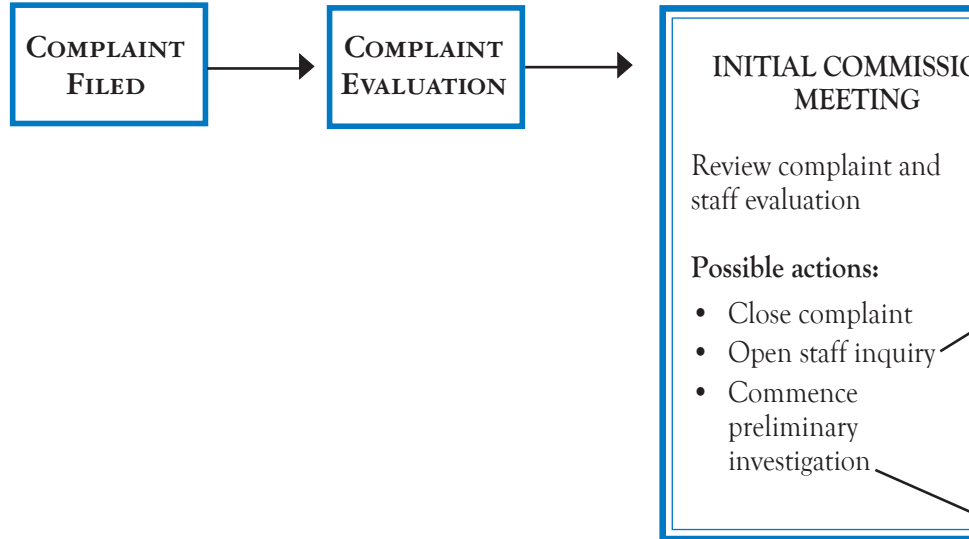 COMPLAINT
FILED
COMPLAINT
EVALUATION
INITIAL COMMISSIO
MEETING
Review complaint and
staff evaluation
Possible actions:
• Close complaint
• Open staff inquiry
• Commence
preliminary
investigation